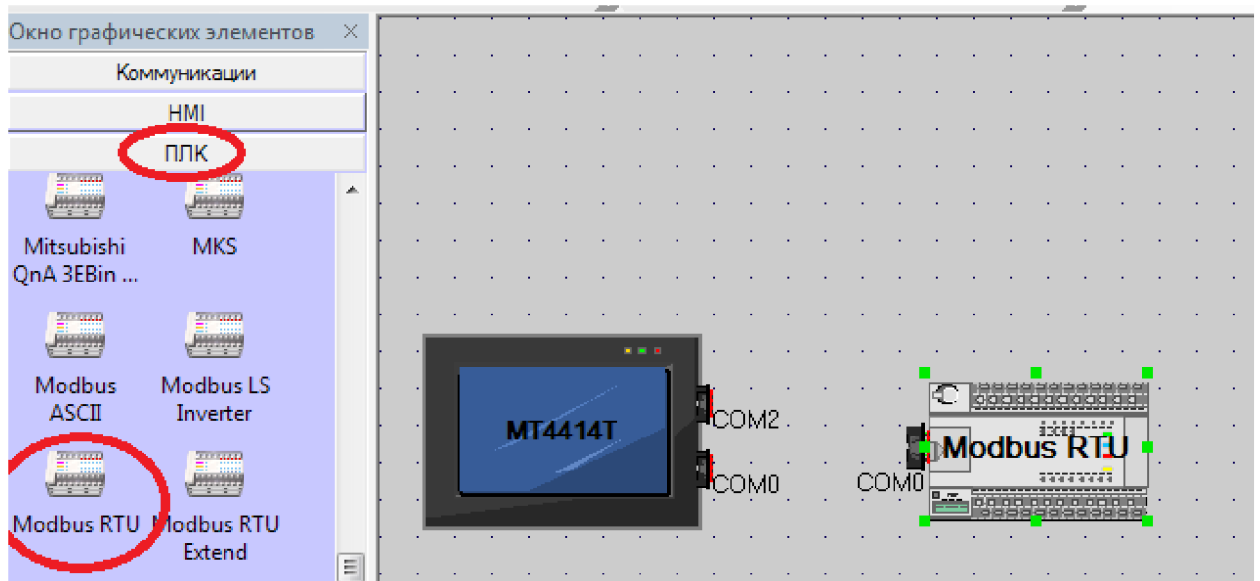 Окно графических элементов
Коммуникации
HMI
ПЛК
Mitsubishi
QnA 3EBin ...
MKS
Modbus
ASCII
Modbus LS
Inverter
Modbus RTU
Modbus RTU
Extend
MT4414T
COM2
COM0
COM0
Modbus RTU